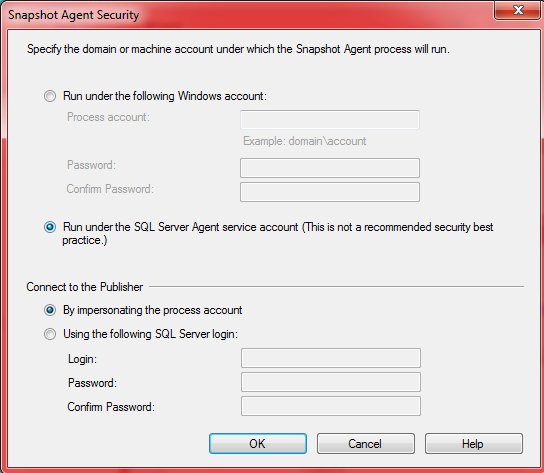 Snapshot Agent Security
Specify the domain or machine account under which the Snapshot Agent process will run.
Run under the following Windows account:
Process account:
Example: domain\account
Password:
Confirm Password:
Run under the SQL Server Agent service account (This is not a recommended security best
practice.)
Connect to the Publisher
By impersonating the process account
Using the following SQL Server login:
Login:
Password:
Confirm Password:
OK
Cancel
Help